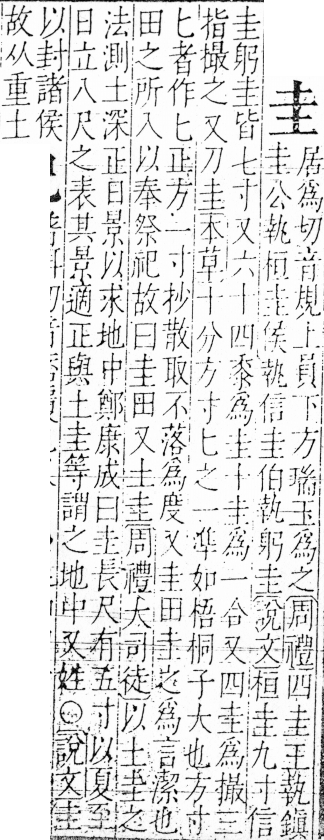 圭
居爲切音規上員下方瑞玉爲之周禮四圭王執鎮
圭公執桓圭侯執信圭伯執躬圭說文桓圭九寸信
圭躬圭皆七寸又六十四黍爲圭十圭爲一合又四圭爲撮三
指撮之又刀圭本草十分方寸匕之一準如梧桐子大也方寸
匕者作匕正方一寸抄散取不落爲度又圭田圭之爲言潔也
田之所入以奉祭祀故曰圭田又土圭周禮大司徒以土圭之
法測土深正日景以求地中鄭康成曰圭長尺有五寸以夏至
日立八尺之表其景適正與土圭等謂之地中又姓〇說文圭
以封諸侯
故从重土